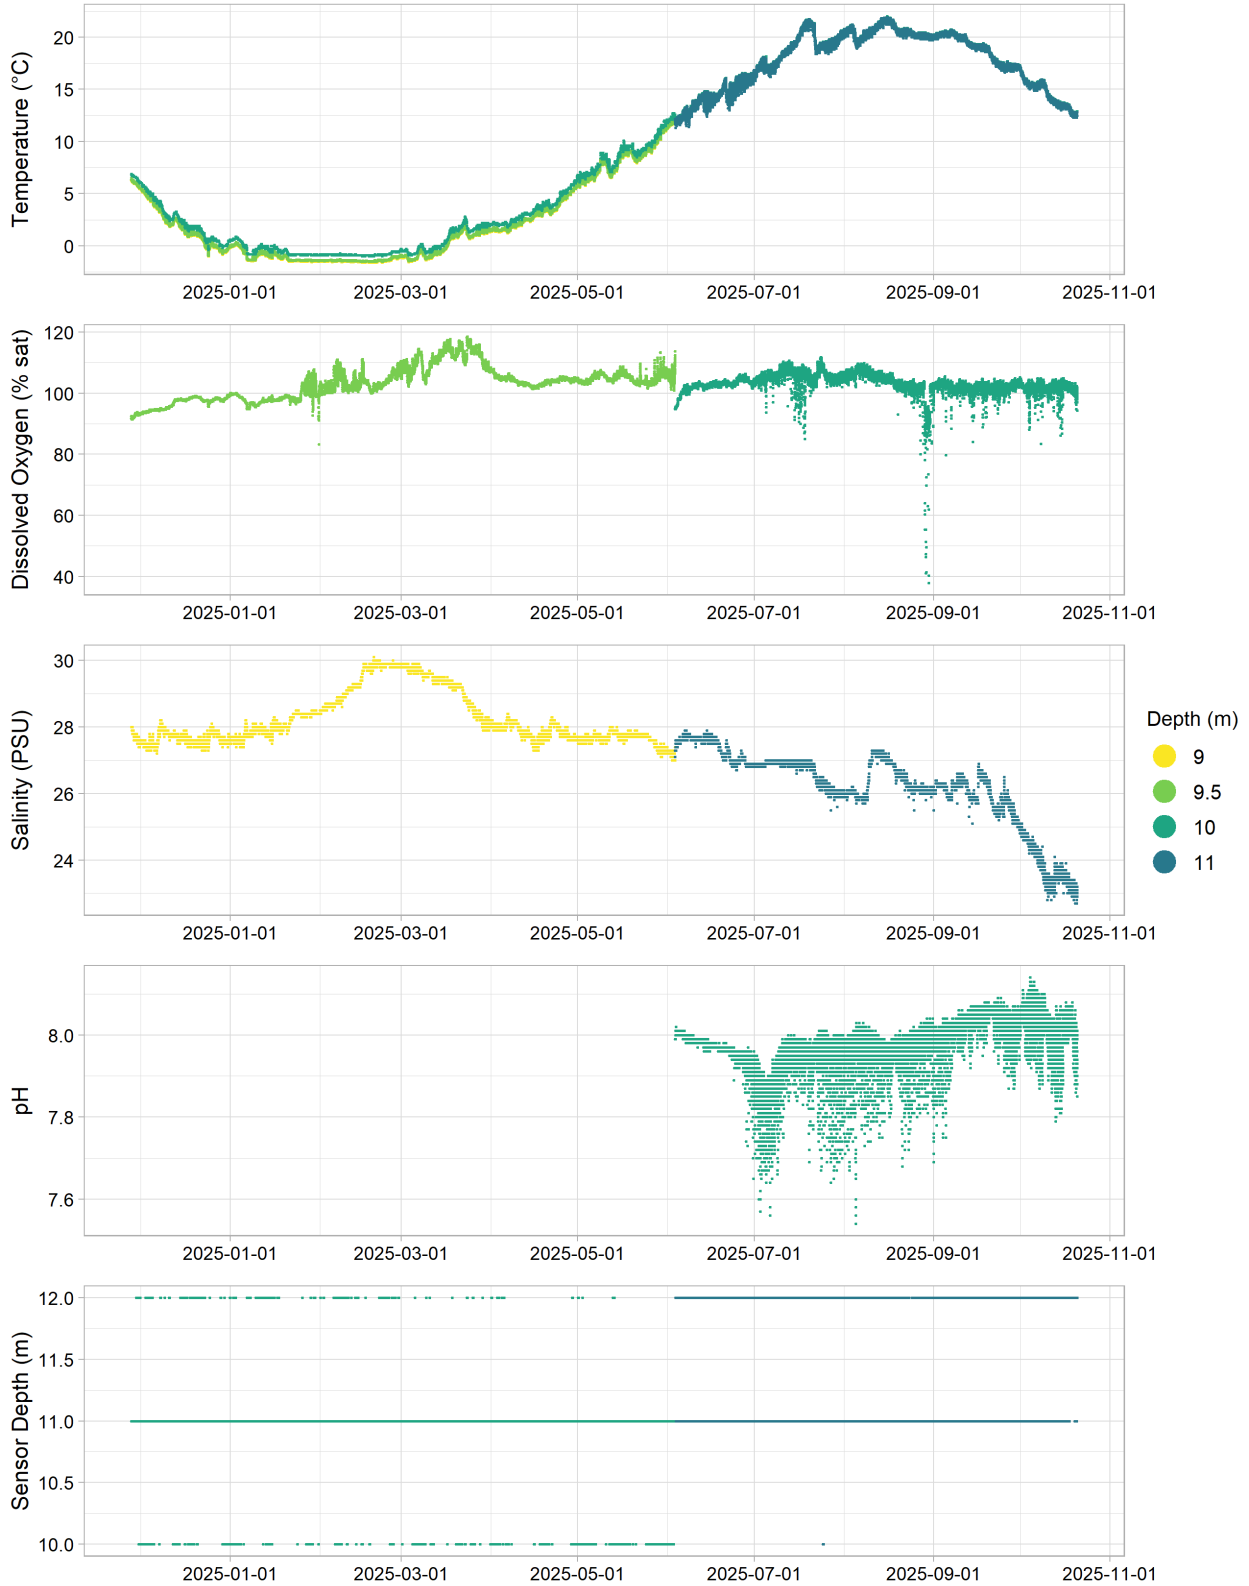 Temperature (°C)
20
15
10
5
0
2025-01-01 2025-03-01 2025-05-01 2025-07-01 2025-09-01 2025-11-01
Dissolved Oxygen (% sat)
120
100
80
60
40
2025-01-01 2025-03-01 2025-05-01 2025-07-01 2025-09-01 2025-11-01
Salinity (PSU)
30
28
26
24
2025-01-01 2025-03-01 2025-05-01 2025-07-01 2025-09-01 2025-11-01
Depth (m)
9
9.5
10
11
pH
8.0
7.8
7.6
2025-01-01 2025-03-01 2025-05-01 2025-07-01 2025-09-01 2025-11-01
Sensor Depth (m)
12.0
11.5
11.0
10.5
10.0
2025-01-01 2025-03-01 2025-05-01 2025-07-01 2025-09-01 2025-11-01